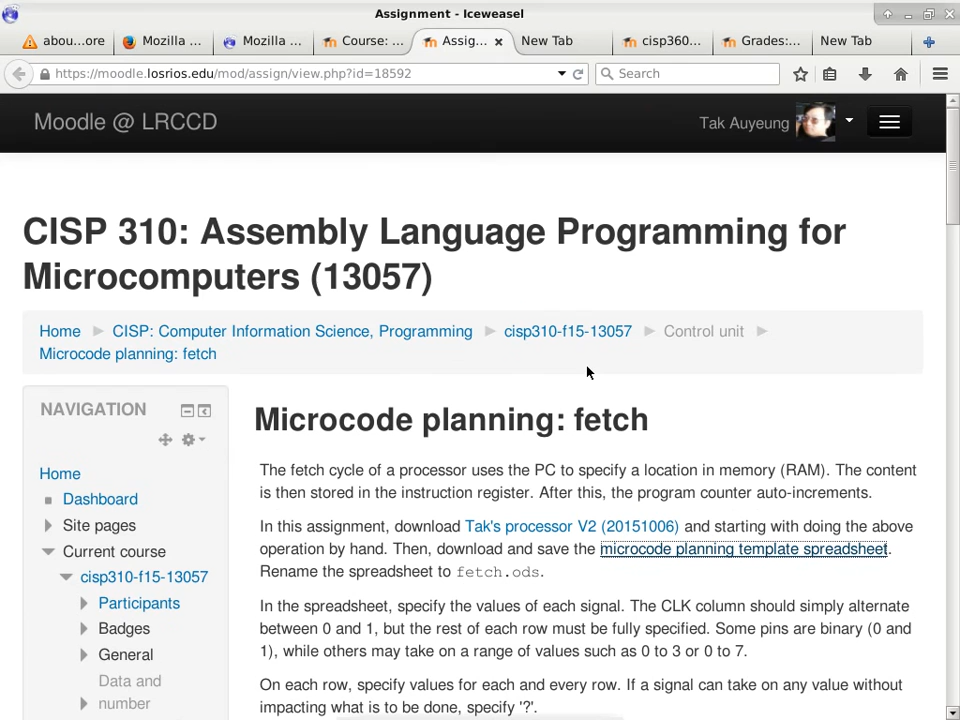 Assignment - Iceweasel
abou...ore
Mozilla ...
Mozilla ...
Course: ...
Assig...
New Tab
cisp360...
Grades:...
New Tab
https://moodle.losrios.edu/mod/assign/view.php?id=18592
Search
Moodle @ LRCCD
Tak Auyeung
CISP 310: Assembly Language Programming for
Microcomputers (13057)
Home CISP: Computer Information Science, Programming cisp310-f15-13057 Control unit
Microcode planning: fetch
NAVIGATION
Home
Dashboard
Site pages
Current course
cisp310-f15-13057
Participants
Badges
General
Data and
number
Microcode planning: fetch
The fetch cycle of a processor uses the PC to specify a location in memory (RAM). The content
is then stored in the instruction register. After this, the program counter auto-increments.
In this assignment, download Tak's processor V2 (20151006) and starting with doing the above
operation by hand. Then, download and save the microcode planning template spreadsheet.
Rename the spreadsheet to fetch.ods.
In the spreadsheet, specify the values of each signal. The CLK column should simply alternate
between 0 and 1, but the rest of each row must be fully specified. Some pins are binary (0 and
1), while others may take on a range of values such as 0 to 3 or 0 to 7.
On each row, specify values for each and every row. If a signal can take on any value without
impacting what is to be done, specify '?'.